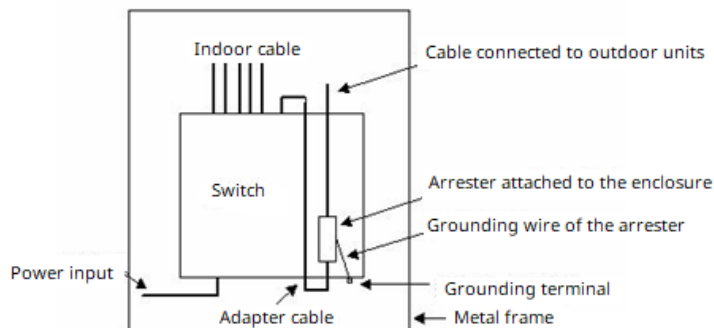 Indoor cable
Cable connected to outdoor units
Switch
Arrester attached to the enclosure
Grounding wire of the arrester
Power input
Grounding terminal
Adapter cable
Metal frame